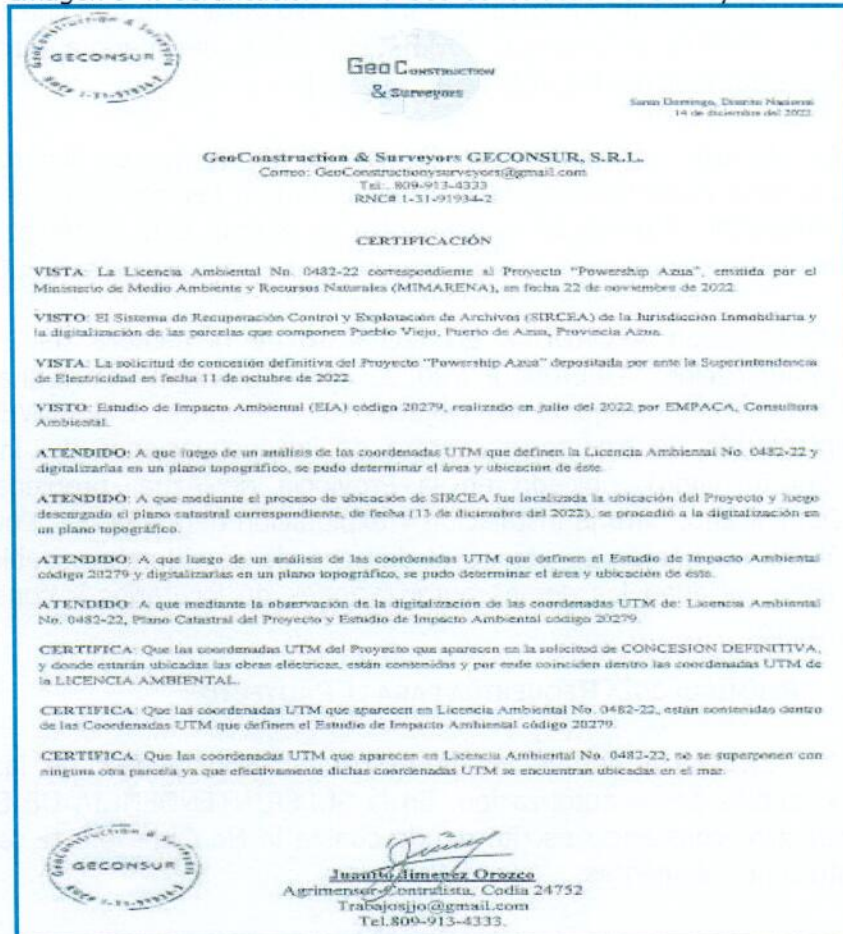 GeoConstruction & Surveyors
GECONSUR
RNC# 1-31-91934-2
GeoConstruction
& Surveyors
Santo Domingo, Distrito Nacional
14 de diciembre del 2022.
GeoConstruction & Surveyors GECONSUR, S.R.L.
Correo: GeoConstructionysurveyors@gmail.com
Tel:. 809-913-4333
RNC# 1-31-91934-2
CERTIFICACIÓN
VISTA: La Licencia Ambiental No. 0482-22 correspondiente al Proyecto "Powership Azua", emitida por el
Ministerio de Medio Ambiente y Recursos Naturales (MIMARENA), en fecha 22 de noviembre de 2022.
VISTO: El Sistema de Recuperación Control y Explotación de Archivos (SIRCEA) de la Jurisdicción Inmobiliaria y
la digitalización de las parcelas que componen Pueblo Viejo, Puerto de Azua, Provincia Azua.
VISTA: La solicitud de concesión definitiva del Proyecto "Powership Azua" depositada por ante la Superintendencia
de Electricidad en fecha 11 de octubre de 2022.
VISTO: Estudio de Impacto Ambiental (EIA) código 20279, realizado en julio del 2022 por EMPACA, Consultora
Ambiental.
ATENDIDO: A que luego de un análisis de las coordenadas UTM que definen la Licencia Ambiental No. 0482-22 y
digitalizarlas en un plano topográfico, se pudo determinar el área y ubicación de éste.
ATENDIDO: A que mediante el proceso de ubicación de SIRCEA fue localizada la ubicación del Proyecto y luego
descargado el plano catastral correspondiente, de fecha (13 de diciembre del 2022), se procedió a la digitalización en
un plano topográfico.
ATENDIDO: A que luego de un análisis de las coordenadas UTM que definen el Estudio de Impacto Ambiental
código 20279 y digitalizarlas en un plano topográfico, se pudo determinar el área y ubicación de éste.
ATENDIDO: A que mediante la observación de la digitalización de las coordenadas UTM de: Licencia Ambiental
No. 0482-22, Plano Catastral del Proyecto y Estudio de Impacto Ambiental código 20279.
CERTIFICA: Que las coordenadas UTM del Proyecto que aparecen en la solicitud de CONCESIÓN DEFINITIVA,
y donde estarán ubicadas las obras eléctricas, están contenidas y por ende coinciden dentro las coordenadas UTM de
la LICENCIA AMBIENTAL.
CERTIFICA: Que las coordenadas UTM que aparecen en Licencia Ambiental No. 0482-22, están contenidas dentro
de las Coordenadas UTM que definen el Estudio de Impacto Ambiental código 20279.
CERTIFICA: Que las coordenadas UTM que aparecen en Licencia Ambiental No. 0482-22, no se superponen con
ninguna otra parcela ya que efectivamente dichas coordenadas UTM se encuentran ubicadas en el mar.
GeoConstruction & Surveyors
GECONSUR
RNC# 1-31-91934-2
Juanito Jimenez Orozco
Agrimensor-Contratista, Codia 24752
Trabajosjjo@gmail.com
Tel.809-913-4333.